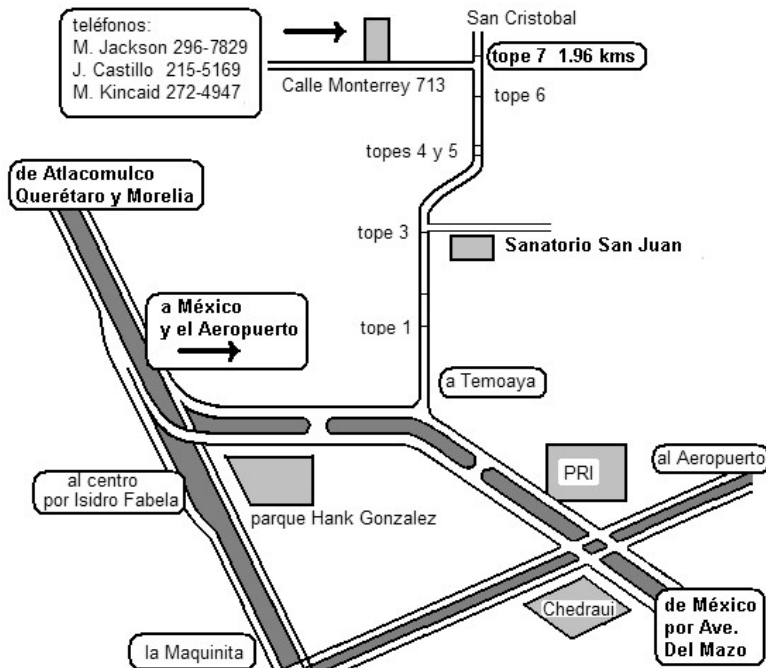 teléfonos:
M. Jackson 296-7829
J. Castillo 215-5169
M. Kincaid 272-4947
San Cristobal
tope 7 1.96 kms
Calle Monterrey 713
tope 6
topes 4 y 5
de Atlacomulco
Querétaro y Morelia
tope 3
Sanatorio San Juan
a México
y el Aeropuerto
tope 1
a Temoaya
al centro
por Isidro Fabela
PRI
al Aeropuerto
parque Hank Gonzalez
Chedraui
de México
por Ave.
Del Mazo
la Maquinita